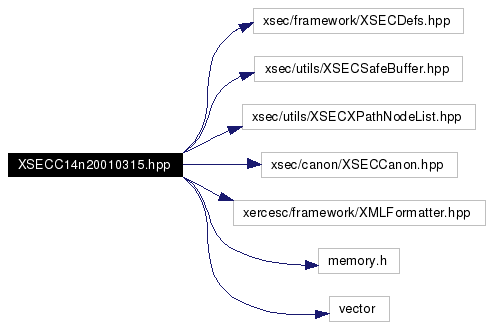 xsec/framework/XSECDefs.hpp
xsec/utils/XSECSafeBuffer.hpp
xsec/utils/XSECXPathNodeList.hpp
XSECC14n20010315.hpp
xsec/canon/XSECCanon.hpp
xercesc/framework/XMLFormatter.hpp
memory.h
vector